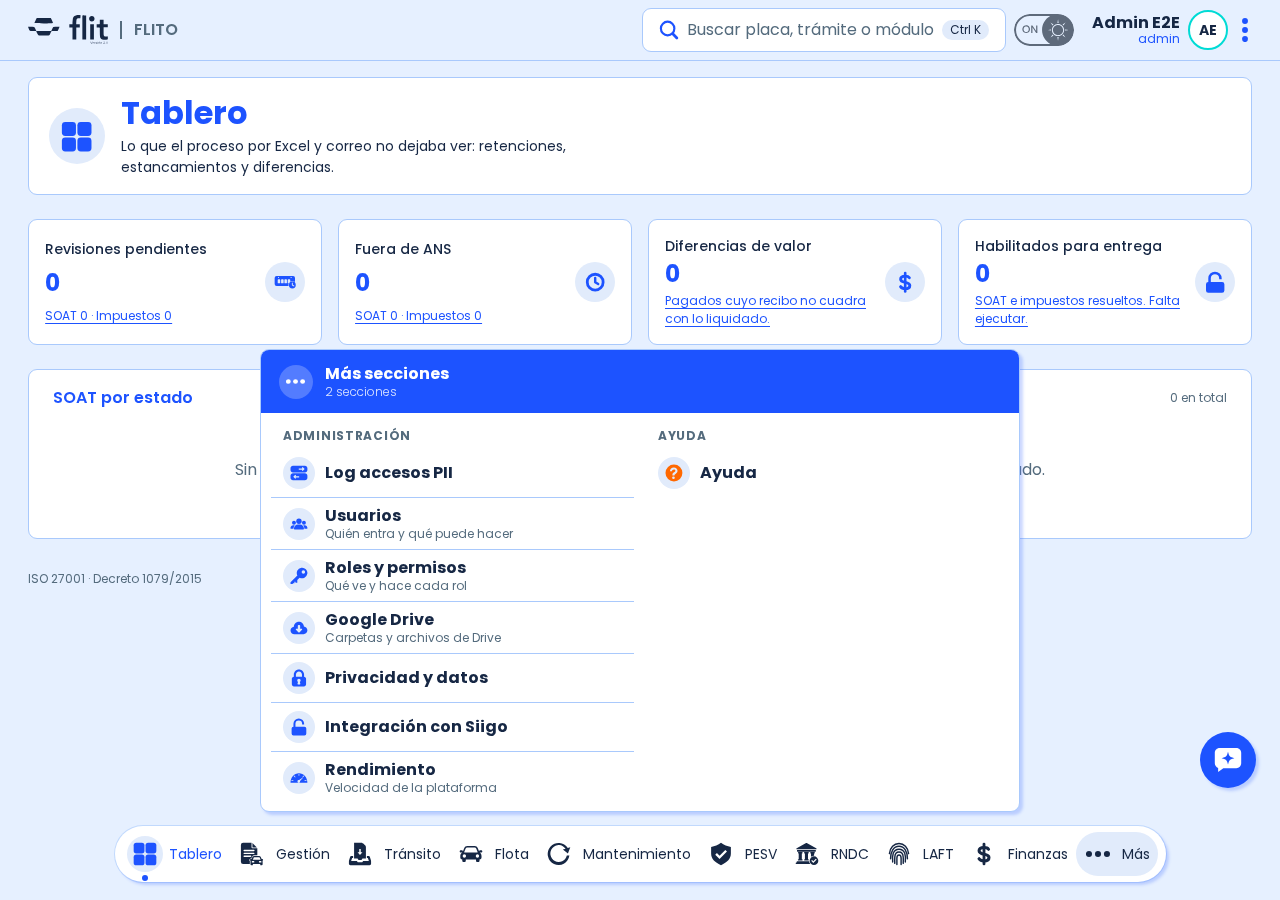 flit
FLITO
Buscar placa, trámite o módulo
Ctrl K
ON
Admin E2E
admin
AE
Tablero
Lo que el proceso por Excel y correo no dejaba ver: retenciones,
estancamientos y diferencias.
Revisiones pendientes
0
SOAT 0 · Impuestos 0
Fuera de ANS
0
SOAT 0 · Impuestos 0
Diferencias de valor
0
Pagados cuyo recibo no cuadra
con lo liquidado.
Habilitados para entrega
0
SOAT e impuestos resueltos. Falta
ejecutar.
SOAT por estado
0 en total
Sin
ado.
Más secciones
2 secciones
ADMINISTRACIÓN
Log accesos PII
Usuarios
Quién entra y qué puede hacer
Roles y permisos
Qué ve y hace cada rol
Google Drive
Carpetas y archivos de Drive
Privacidad y datos
Integración con Siigo
Rendimiento
Velocidad de la plataforma
AYUDA
Ayuda
ISO 27001 · Decreto 1079/2015
Tablero
Gestión
Tránsito
Flota
Mantenimiento
PESV
RNDC
LAFT
Finanzas
Más